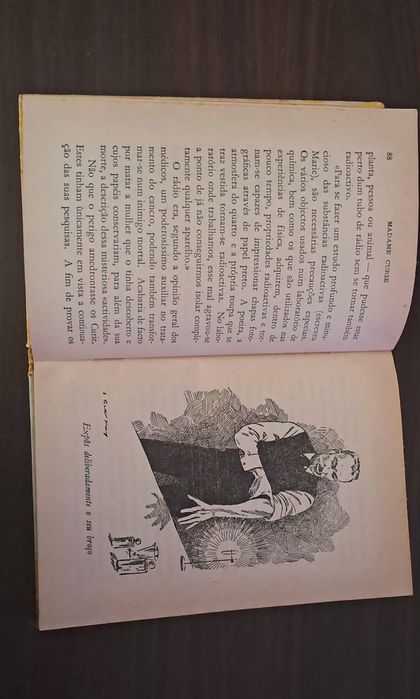 88 MADAME CURIE
planta, pessoa ou animal — que pudesse estar
perto dum tubo de rádio sem se tornar também
radioactivo.
«Para se fazer um estudo profundo e minu-
cioso das substâncias radioactivas (escreveu
Marie), são necessárias precauções especiais.
Os vários objectos usados num laboratório de
química, bem como os que são utilizados nas
experiências de física, adquirem, dentro de
pouco tempo, propriedades radioactivas e tor-
nam-se capazes de impressionar chapas foto-
gráficas através de papel preto. A poeira, a
atmosfera do quarto e a própria roupa que se
traz vestida tornam-se radioactivas. No labo-
ratório onde trabalhamos, esse mal agravou-se
a ponto de já não conseguirmos isolar comple-
tamente qualquer aparelho.»
O rádio era, segundo a opinião geral dos
médicos, um poderosíssimo auxiliar no trata-
mento do cancro, podendo também transfor-
mar-se num inimigo mortal. Acabaria de facto
por matar a mulher que o tinha descoberto e
cujos papéis conservariam, para além da sua
morte, a descrição dessa misteriosa «actividade».
Não que o perigo amedrontasse os Curie.
Estes tinham ùnicamente em vista a continua-
ção das suas pesquisas. A fim de provar os
Expôs deliberadamente o seu braço